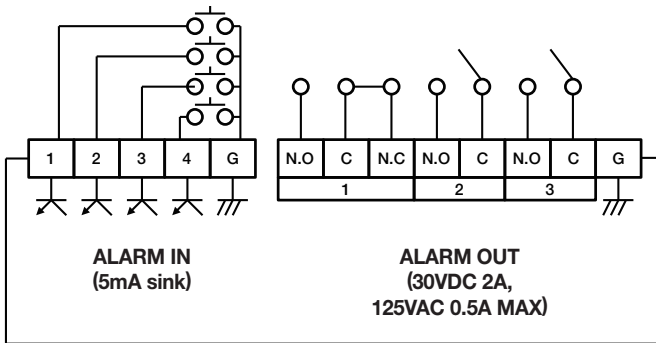 1 2 3 4 G
N.O C N.C N.O C N.O C G
1 2 3
ALARM IN
(5mA sink)
ALARM OUT
(30VDC 2A,
125VAC 0.5A MAX)